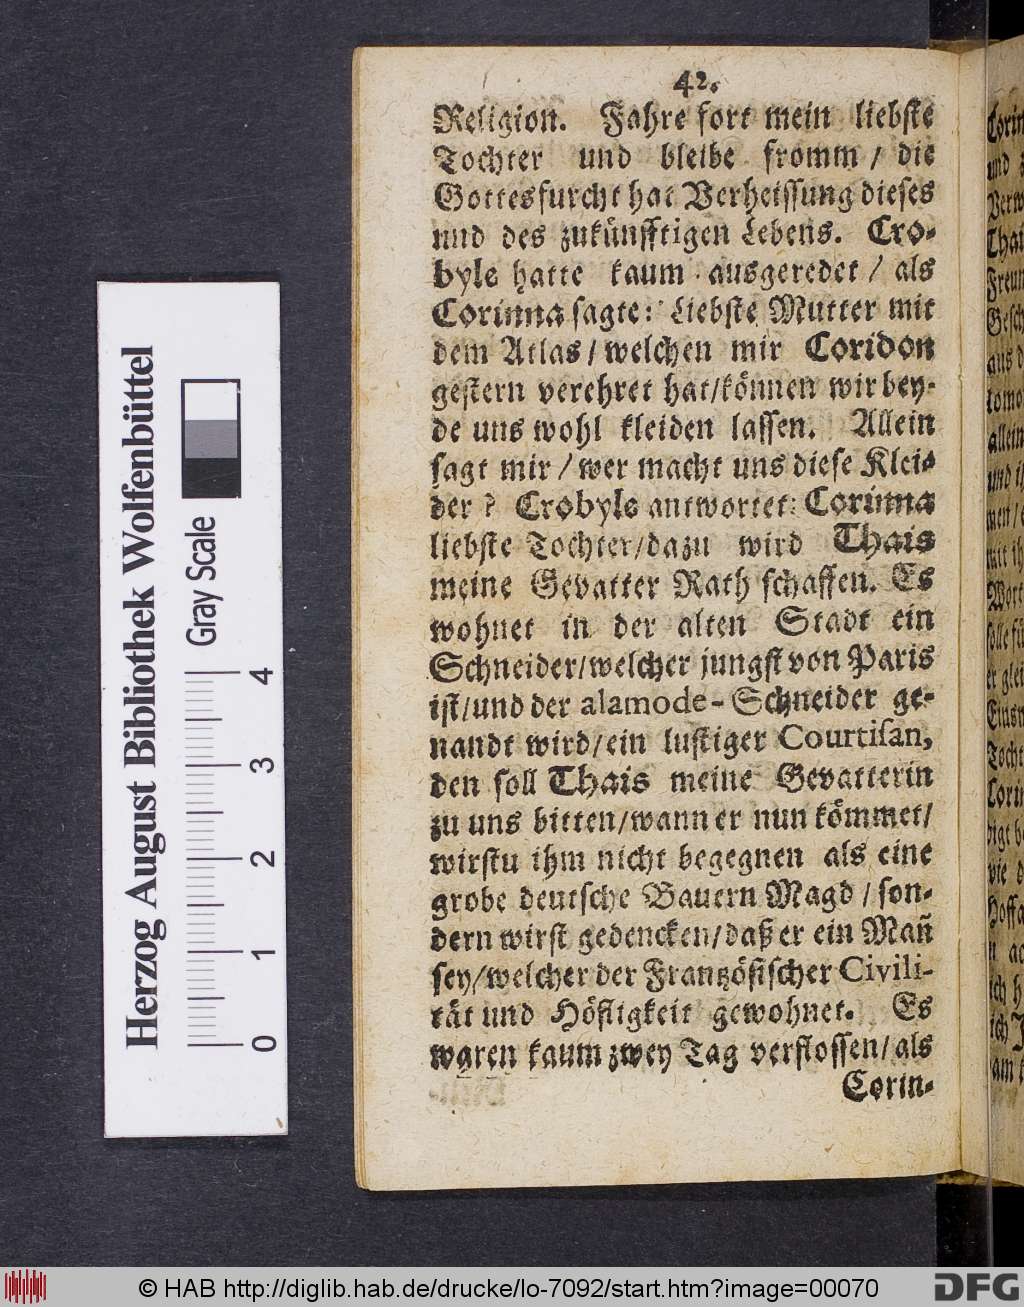 42.
Religion. Fahre fort mein liebste
Tochter und bleibe fromm / die
Gottesfurcht hat Verheissung dieses
und des zukünfftigen Lebens. Cro-
byle hatte kaum ausgeredet / als
Corinna sagte: Liebste Mutter mit
dem Atlas / welchen mir Coridon
gestern verehret hat/können wir bey-
de uns wohl kleiden lassen. Allein
sagt mir / wer macht uns diese Klei-
der ? Crobyle antwortet: Corinna
liebste Tochter/dazu wird Thais
meine Gevatter Rath schaffen. Es
wohnet in der alten Stadt ein
Schneider/welcher jungst von Paris
ist/und der alamode-Schneider ge-
nandt wird/ein lustiger Courtisan,
den soll Thais meine Gevatterin
zu uns bitten/wann er nun kömmet/
wirstu ihm nicht begegnen als eine
grobe deutsche Bauern Magd / son-
dern wirst gedencken/daß er ein Mañ
sey/welcher der Frantzösischer Civili-
tät und Höfligkeit gewohnet. Es
waren kaum zwey Tag verflossen/als
Corin-
Herzog August Bibliothek Wolfenbüttel
Gray Scale
0 1 2 3 4
© HAB http://diglib.hab.de/drucke/lo-7092/start.htm?image=00070
DFG